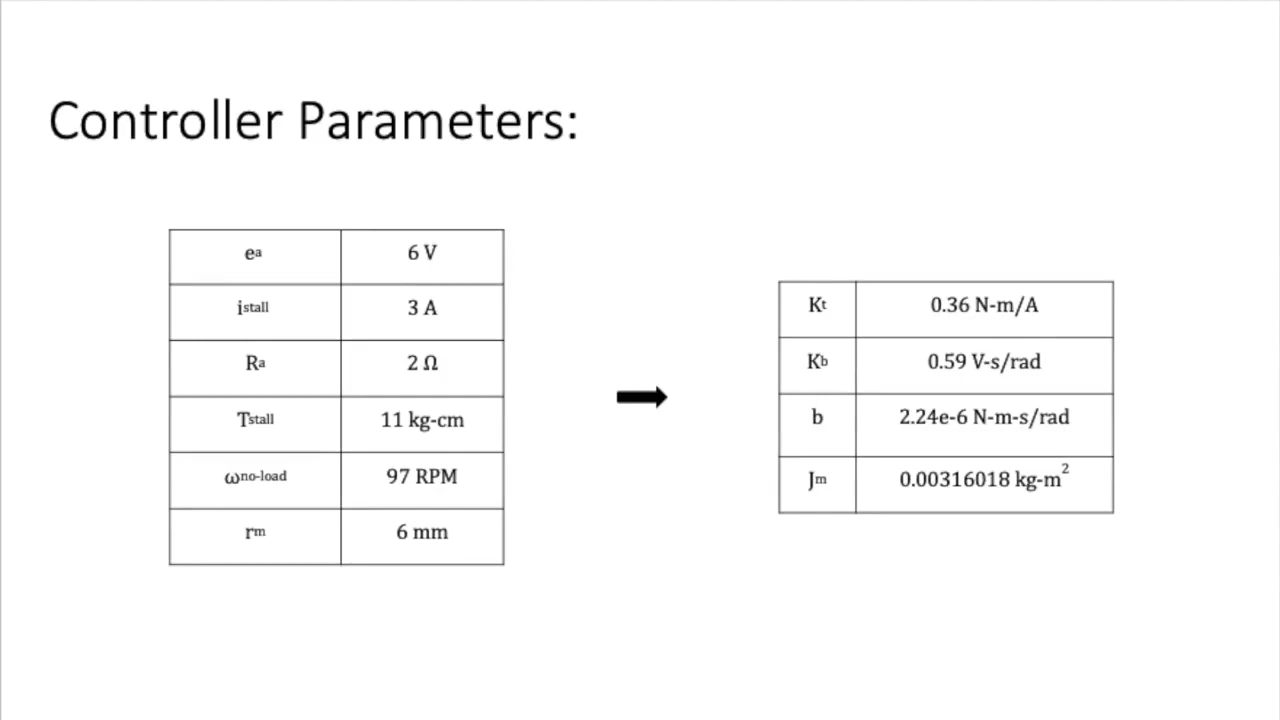 Controller Parameters:
ea 6 V
istall 3 A
Ra 2 Ω
Tstall 11 kg-cm
ωno-load 97 RPM
rm 6 mm
Kt 0.36 N-m/A
Kb 0.59 V-s/rad
b 2.24e-6 N-m-s/rad
Jm 0.00316018 kg-m²